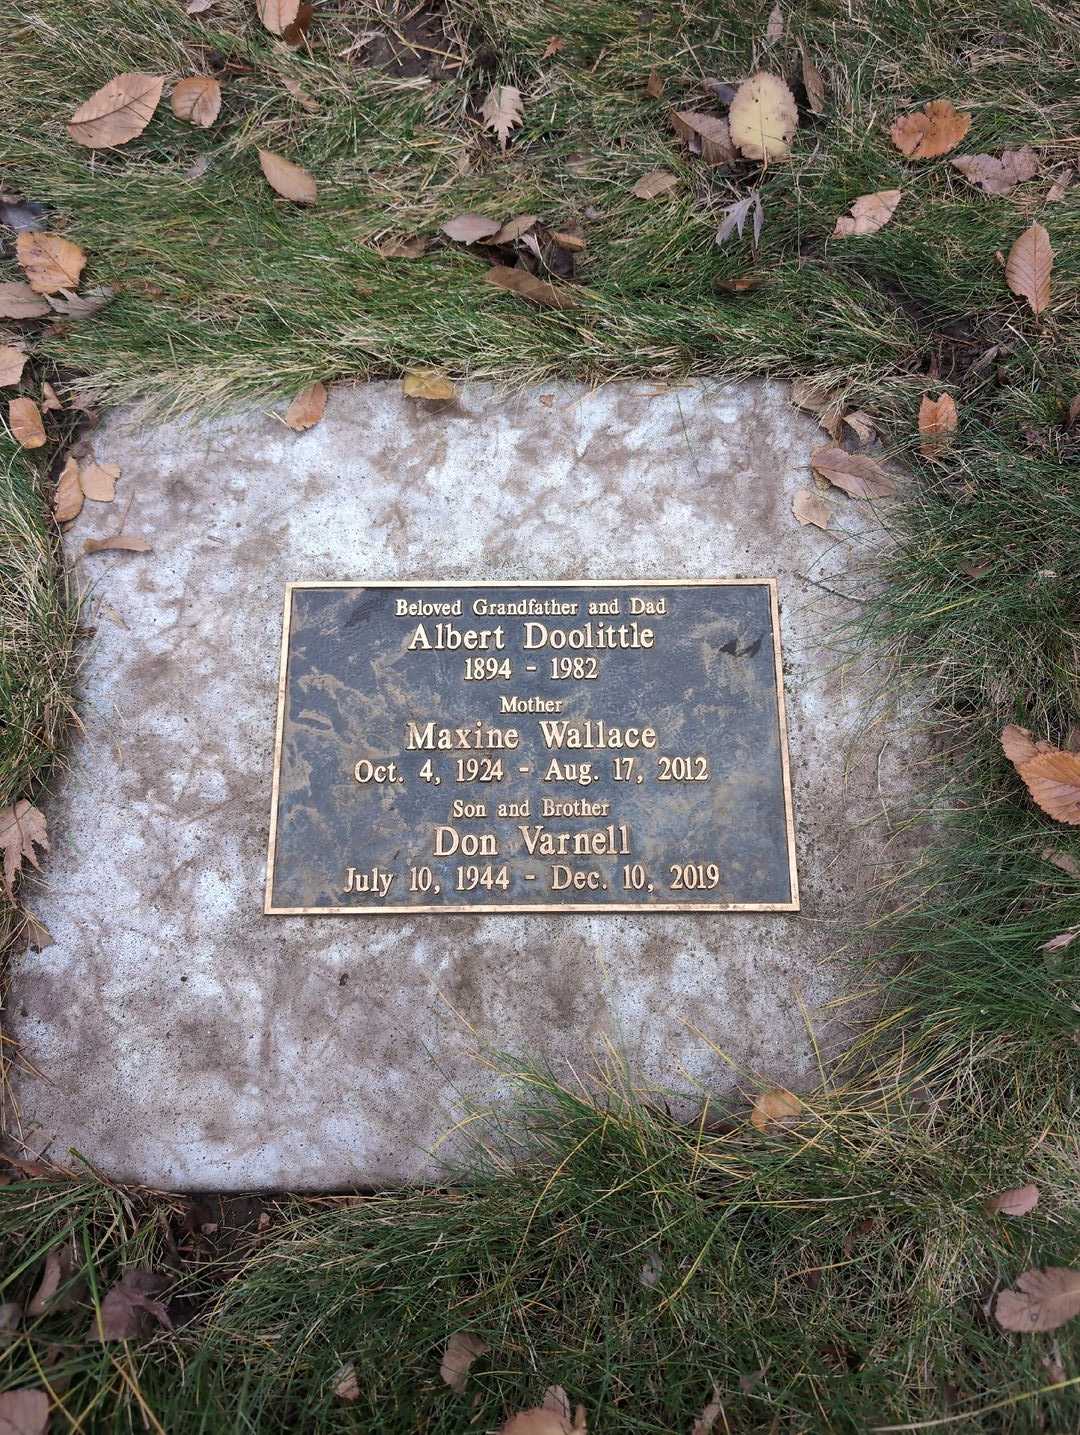 Beloved Grandfather and Dad
Albert Doolittle
1894 - 1982
Mother
Maxine Wallace
Oct. 4, 1924 - Aug. 17, 2012
Son and Brother
Don Varnell
July 10, 1944 - Dec. 10, 2019